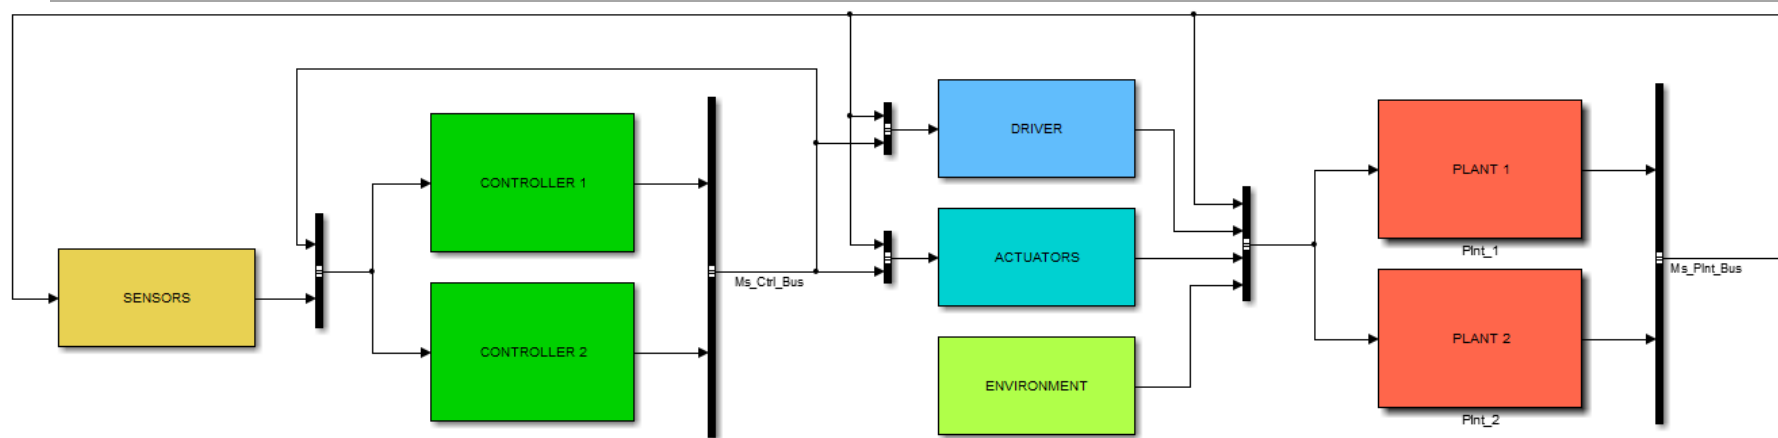 SENSORS
CONTROLLER 1
CONTROLLER 2
Ms_Ctrl_Bus
DRIVER
ACTUATORS
ENVIRONMENT
PLANT 1
Plnt_1
PLANT 2
Plnt_2
Ms_Plnt_Bus